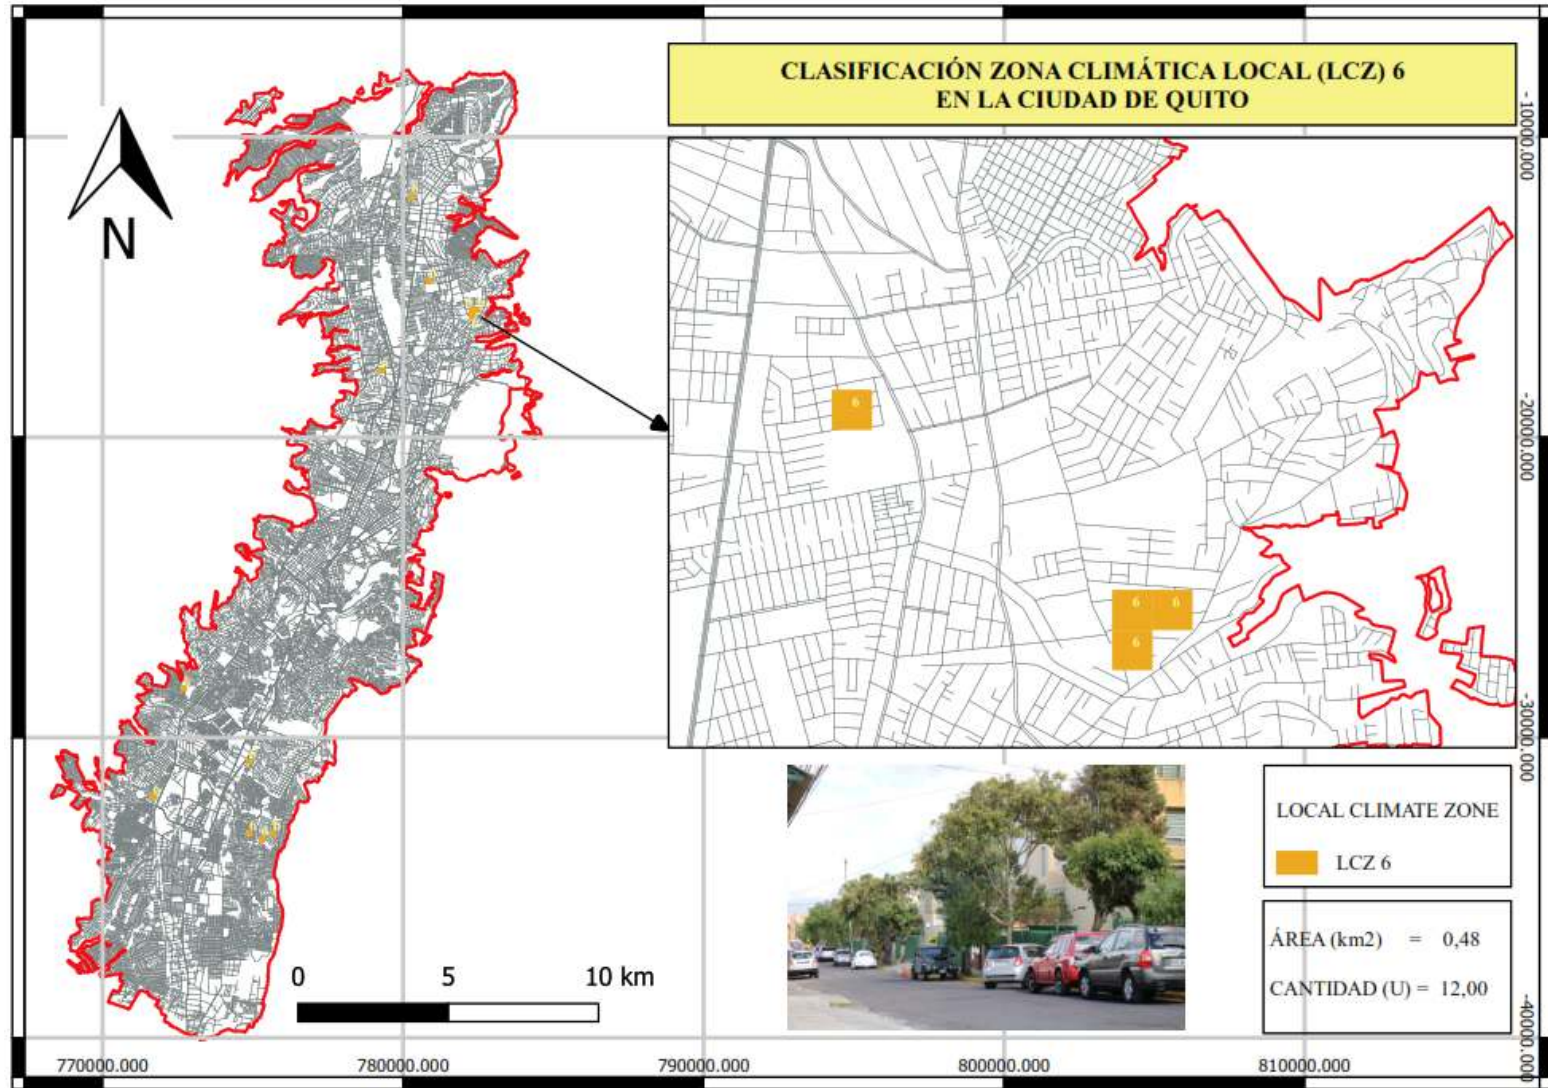 CLASIFICACIÓN ZONA CLIMÁTICA LOCAL (LCZ) 6
EN LA CIUDAD DE QUITO
N
6
6
6
6
-10000.000
-20000.000
-30000.000
-40000.000
LOCAL CLIMATE ZONE
LCZ 6
ÁREA (km2) = 0,48
CANTIDAD (U) = 12,00
0 5 10 km
770000.000 780000.000 790000.000 800000.000 810000.000